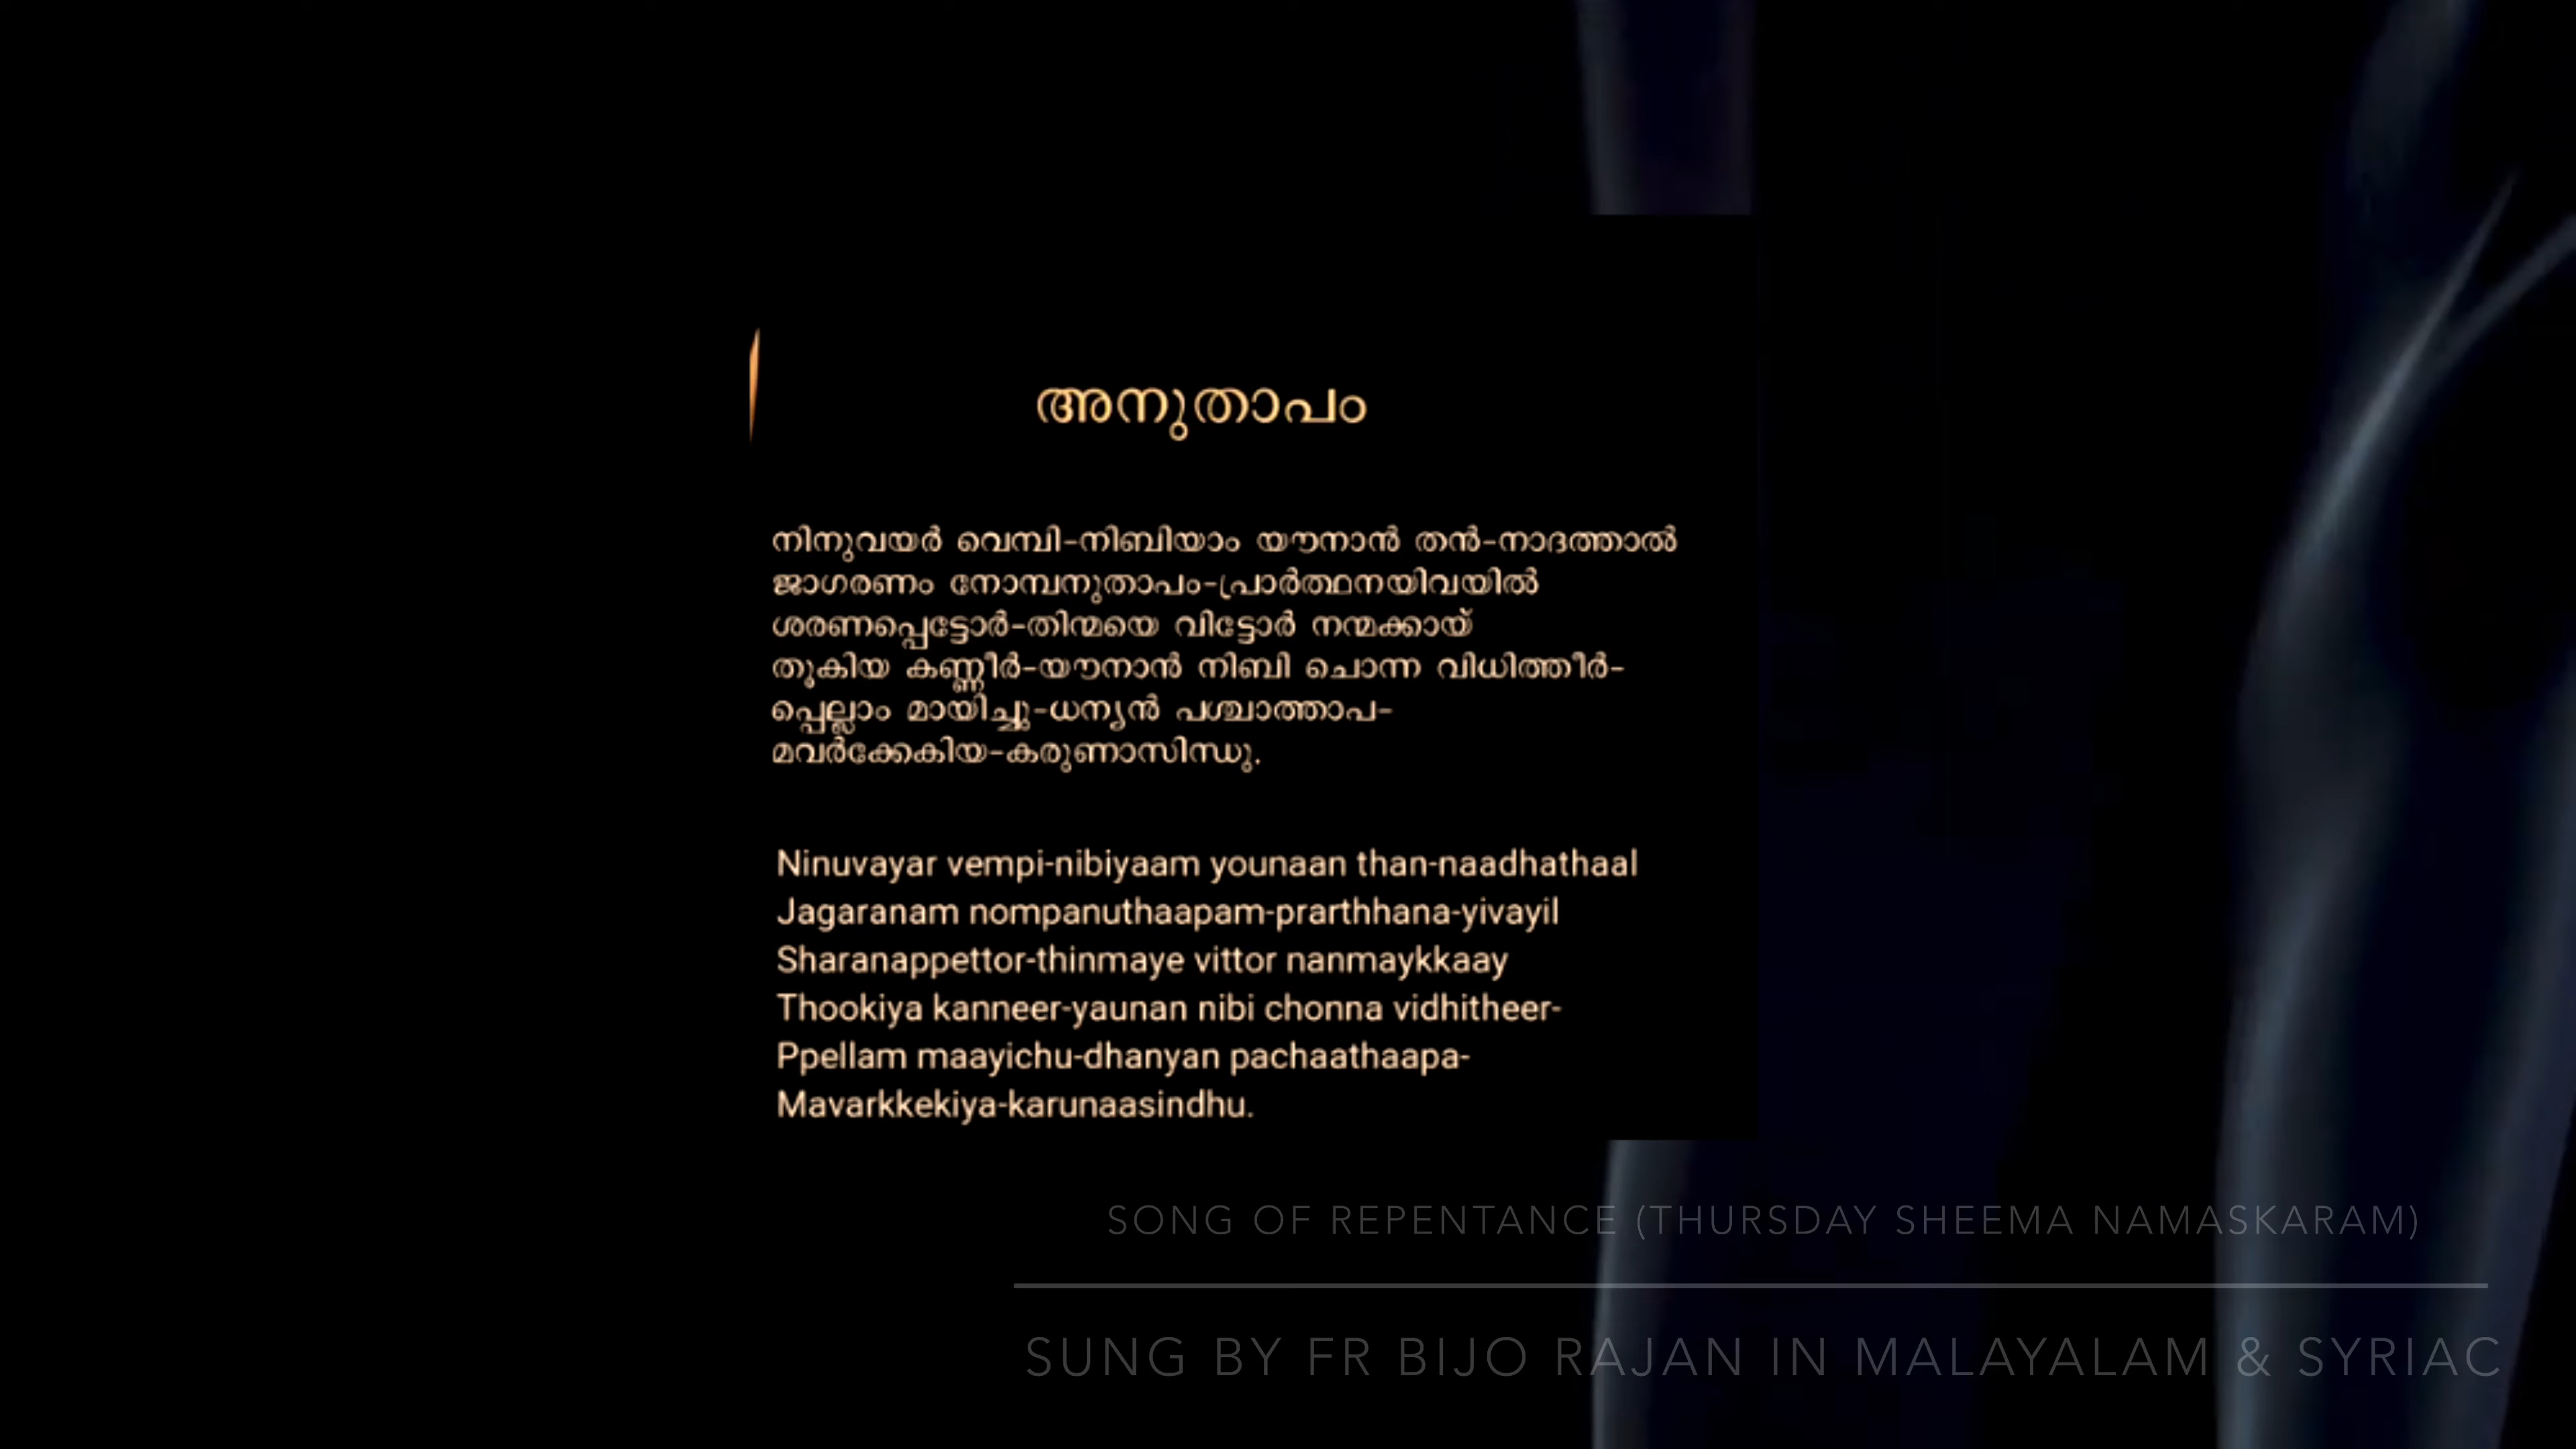 അനുതാപം
നിനുവയർ വെമ്പി-നിബിയാം യൗനാൻ തൻ-നാദത്താൽ
ജാഗരണം നോമ്പനുതാപം-പ്രാർത്ഥനയിവയിൽ
ശരണപ്പെട്ടോർ-തിന്മയെ വിട്ടോർ നന്മക്കായ്
തൂകിയ കണ്ണീർ-യൗനാൻ നിബി ചൊന്ന വിധിത്തീർ-
പ്പെല്ലാം മായിച്ചു-ധന്യൻ പശ്ചാത്താപ-
മവർക്കേകിയ-കരുണാസിന്ധു.
Ninuvayar vempi-nibiyaam younaan than-naadhathaal
Jagaranam nompanuthaapam-prarthhana-yivayil
Sharanappettor-thinmaye vittor nanmaykkaay
Thookiya kanneer-yaunan nibi chonna vidhitheer-
Ppellam maayichu-dhanyan pachaathaapa-
Mavarkkekiya-karunaasindhu.
SONG OF REPENTANCE (THURSDAY SHEEMA NAMASKARAM)
SUNG BY FR BIJO RAJAN IN MALAYALAM & SYRIAC